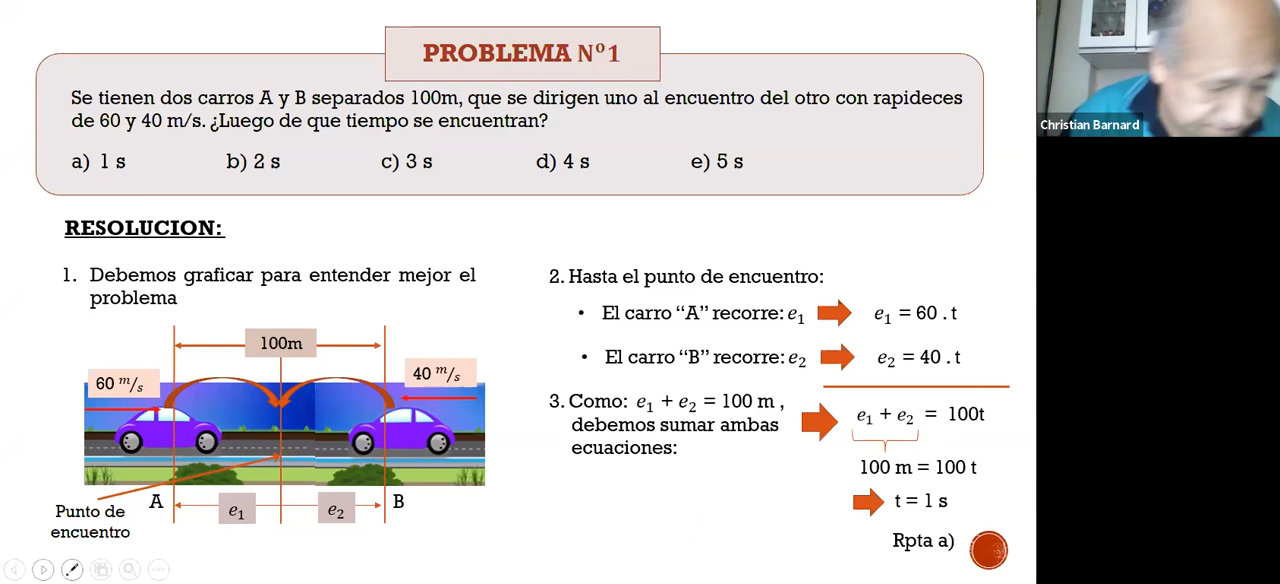 PROBLEMA N°1
Se tienen dos carros A y B separados 100m, que se dirigen uno al encuentro del otro con rapideces
de 60 y 40 m/s. ¿Luego de que tiempo se encuentran?
a) 1 s b) 2 s c) 3 s d) 4 s e) 5 s
RESOLUCION:
1. Debemos graficar para entender mejor el
problema
100m
60 m/s
40 m/s
A
B
e₁
e₂
Punto de
encuentro
2. Hasta el punto de encuentro:
• El carro “A” recorre: e₁ e₁ = 60 . t
• El carro “B” recorre: e₂ e₂ = 40 . t
3. Como: e₁ + e₂ = 100 m ,
debemos sumar ambas
ecuaciones:
e₁ + e₂ = 100t
100 m = 100 t
t = 1 s
Rpta a)
Christian Barnard